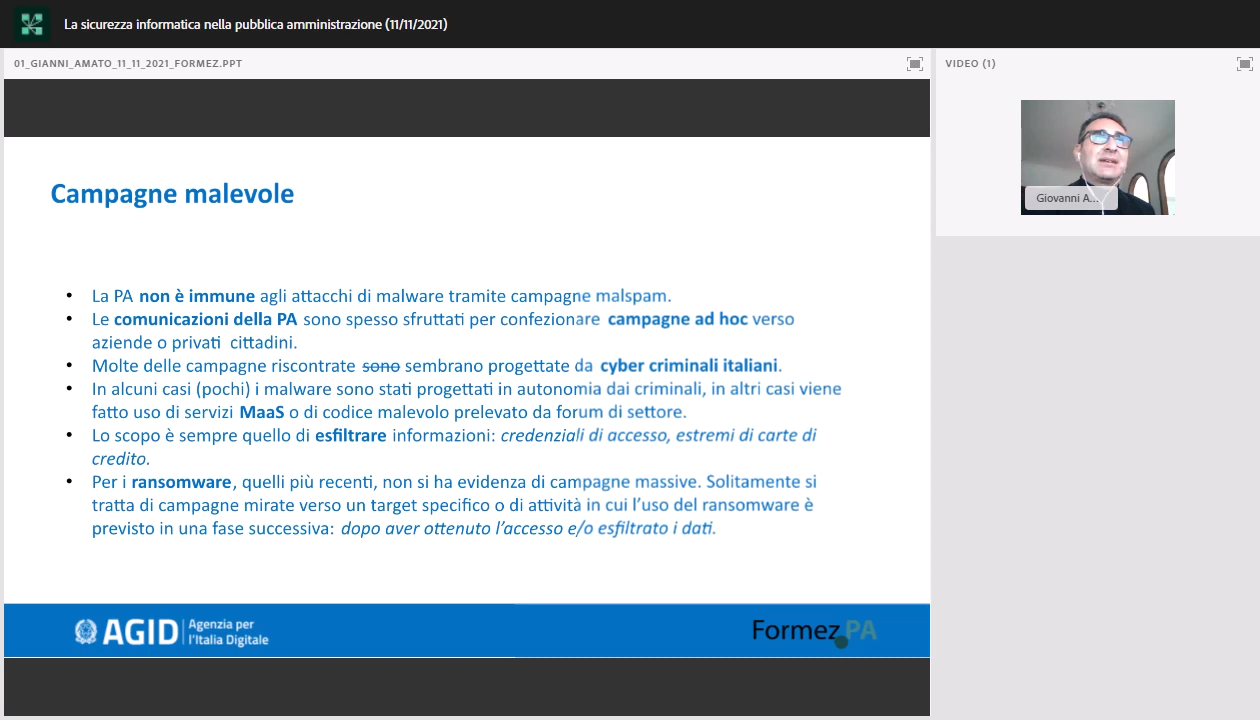 La sicurezza informatica nella pubblica amministrazione (11/11/2021)
01_GIANNI_AMATO_11_11_2021_FORMEZ.PPT
VIDEO (1)
Giovanni A...
Campagne malevole
• La PA non è immune agli attacchi di malware tramite campagne malspam.
• Le comunicazioni della PA sono spesso sfruttati per confezionare campagne ad hoc verso
aziende o privati cittadini.
• Molte delle campagne riscontrate sono sembrano progettate da cyber criminali italiani.
• In alcuni casi (pochi) i malware sono stati progettati in autonomia dai criminali, in altri casi viene
fatto uso di servizi MaaS o di codice malevolo prelevato da forum di settore.
• Lo scopo è sempre quello di esfiltrare informazioni: credenziali di accesso, estremi di carte di
credito.
• Per i ransomware, quelli più recenti, non si ha evidenza di campagne massive. Solitamente si
tratta di campagne mirate verso un target specifico o di attività in cui l'uso del ransomware è
previsto in una fase successiva: dopo aver ottenuto l'accesso e/o esfiltrato i dati.
AGID
Agenzia per
l'Italia Digitale
Formez PA